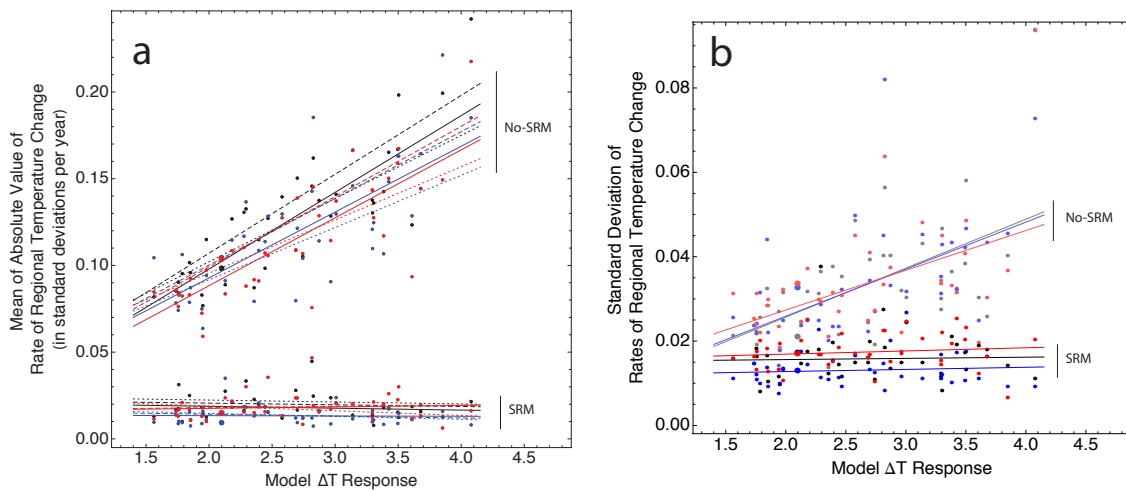 a
Mean of Absolute Value of
Rate of Regional Temperature Change
(in standard deviations per year)
0.20
0.15
0.10
0.05
0.00
No-SRM
SRM
1.5 2.0 2.5 3.0 3.5 4.0 4.5
Model ΔT Response
b
Standard Deviation of
Rates of Regional Temperature Change
0.08
0.06
0.04
0.02
0.00
No-SRM
SRM
1.5 2.0 2.5 3.0 3.5 4.0 4.5
Model ΔT Response